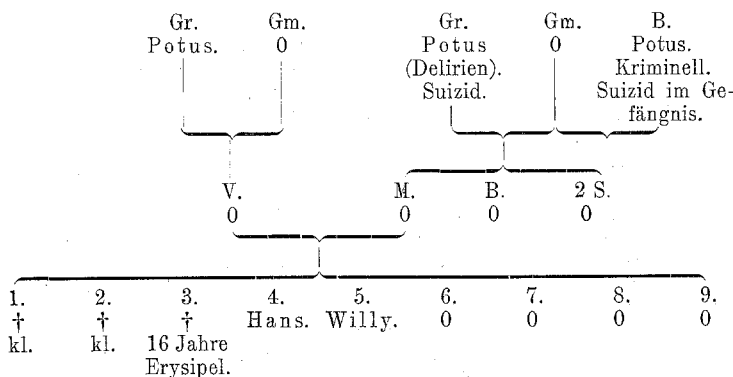 Gr. Gm. Gr. Gm. B.
Potus. 0 Potus 0 Potus.
(Delirien). Kriminell.
Suizid. Suizid im Ge-
fängnis.
V. M. B. 2 S.
0 0 0 0
1. 2. 3. 4. 5. 6. 7. 8. 9.
† † † Hans. Willy. 0 0 0 0
kl. kl. 16 Jahre
Erysipel.